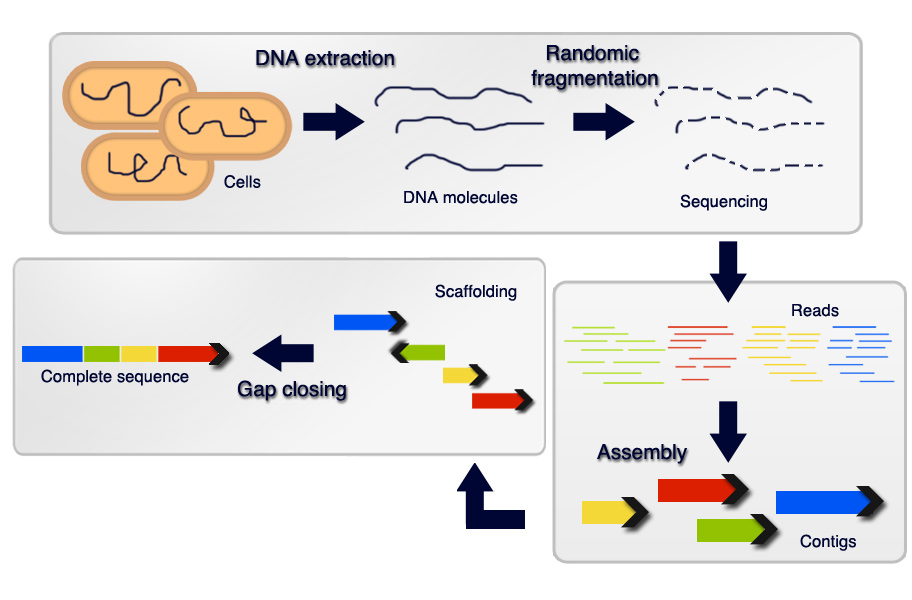 DNA extraction
Randomic
fragmentation
Cells
DNA molecules
Sequencing
Reads
Assembly
Contigs
Scaffolding
Gap closing
Complete sequence